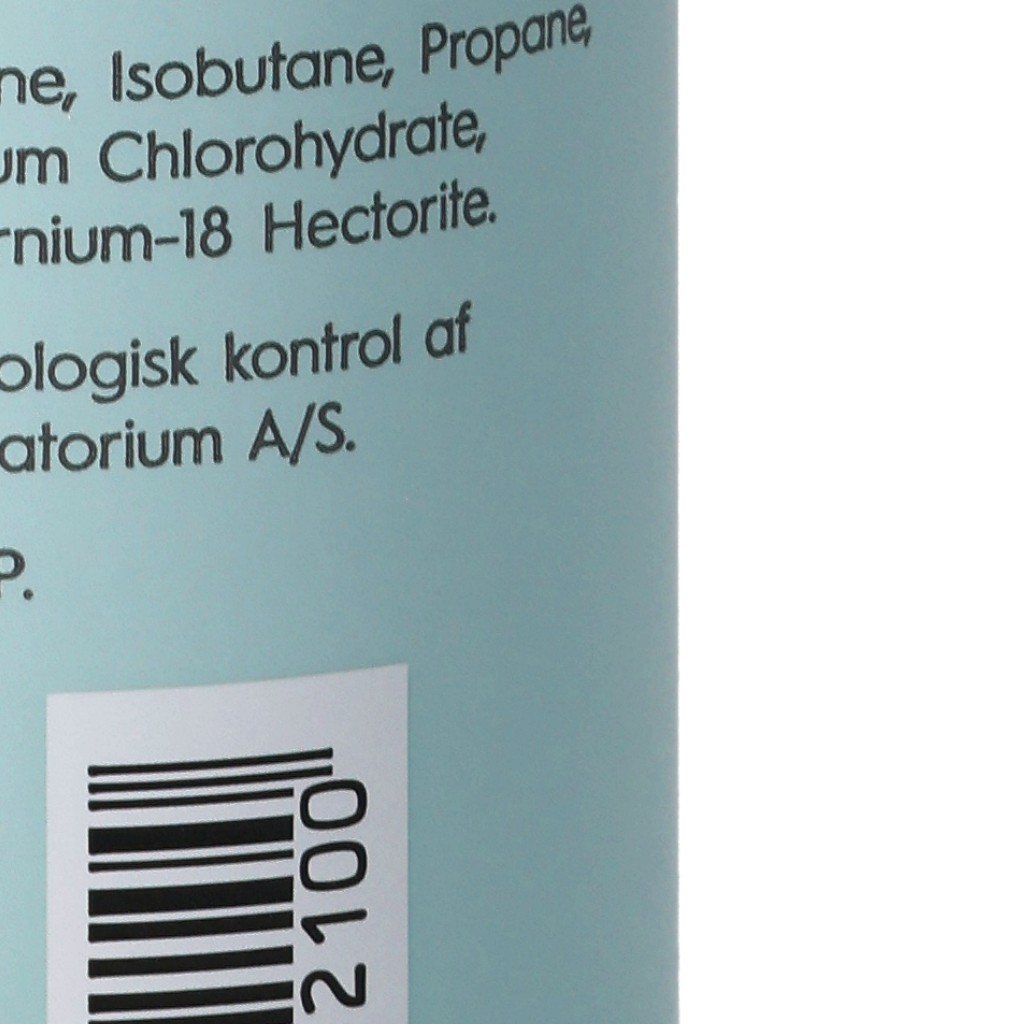 ne, Isobutane, Propane,
um Chlorohydrate,
rnium-18 Hectorite.
ologisk kontrol af
atorium A/S.
P.
2100